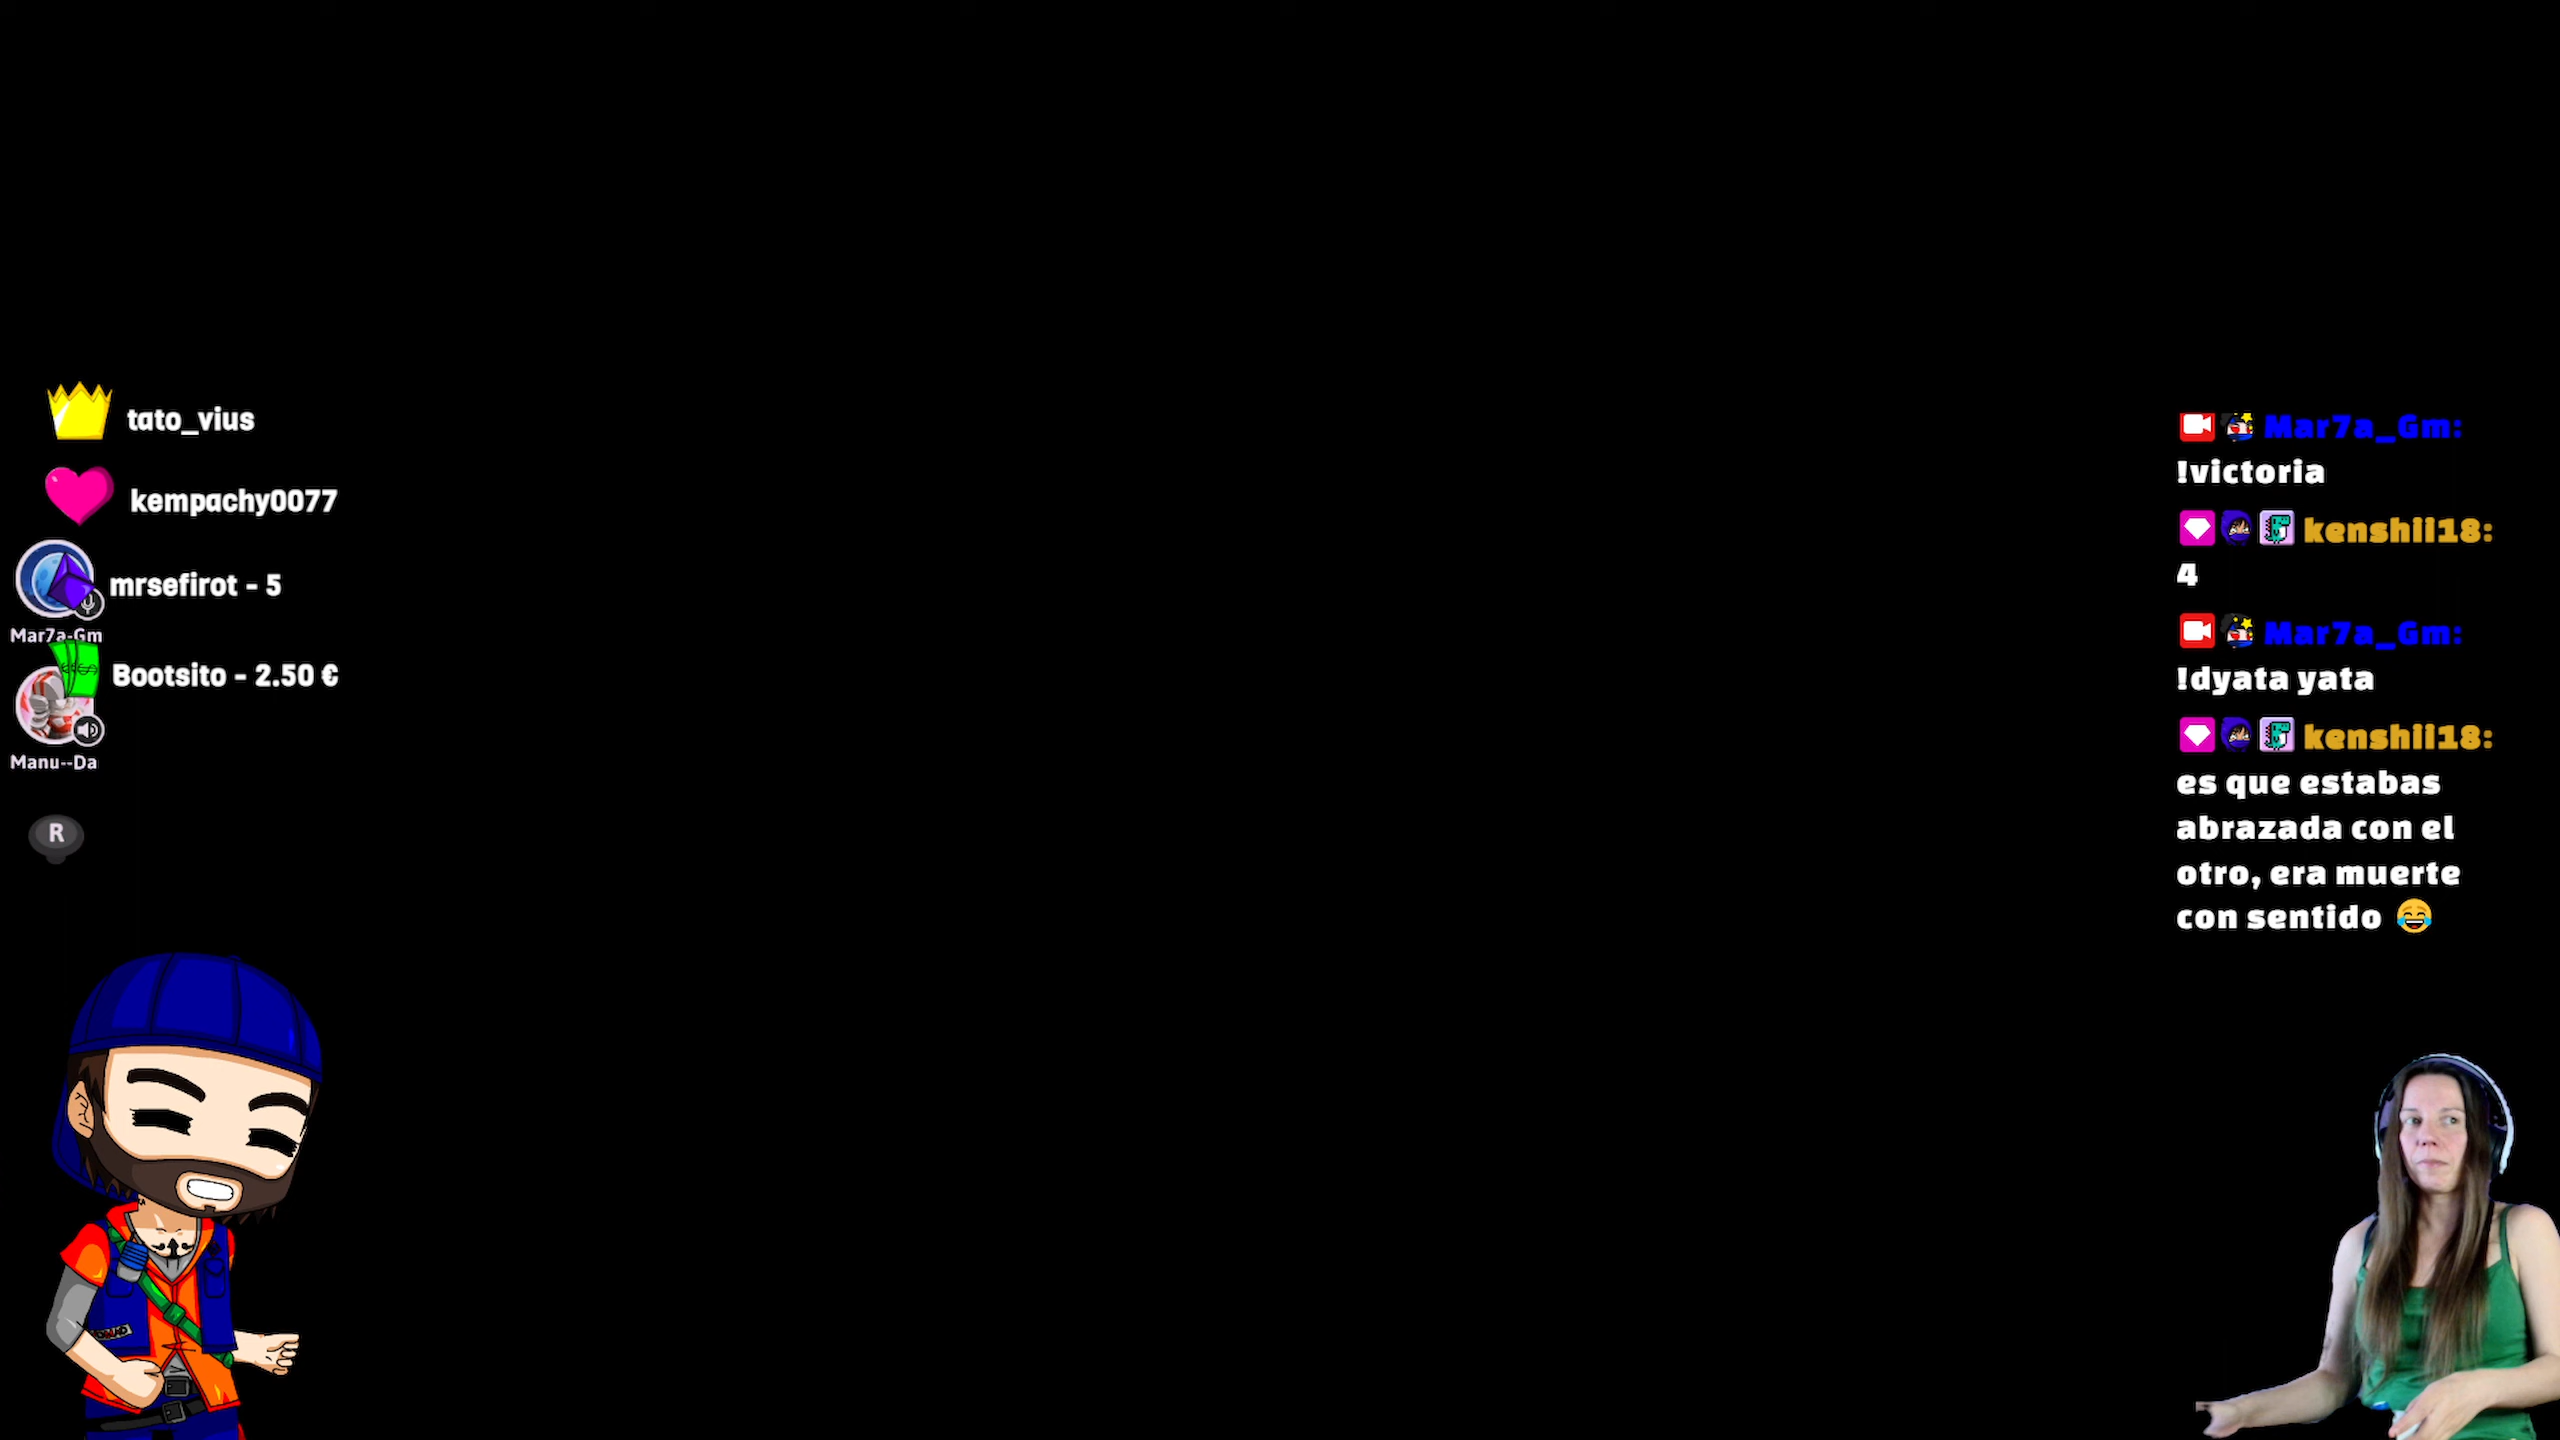 tato_vius
kempachy0077
mrsefirot - 5
Mar7a-Gm
Bootsito - 2.50 €
Manu--Da
R
Mar7a_Gm:
!victoria
kenshii18:
4
Mar7a_Gm:
!dyata yata
kenshii18:
es que estabas
abrazada con el
otro, era muerte
con sentido 😂